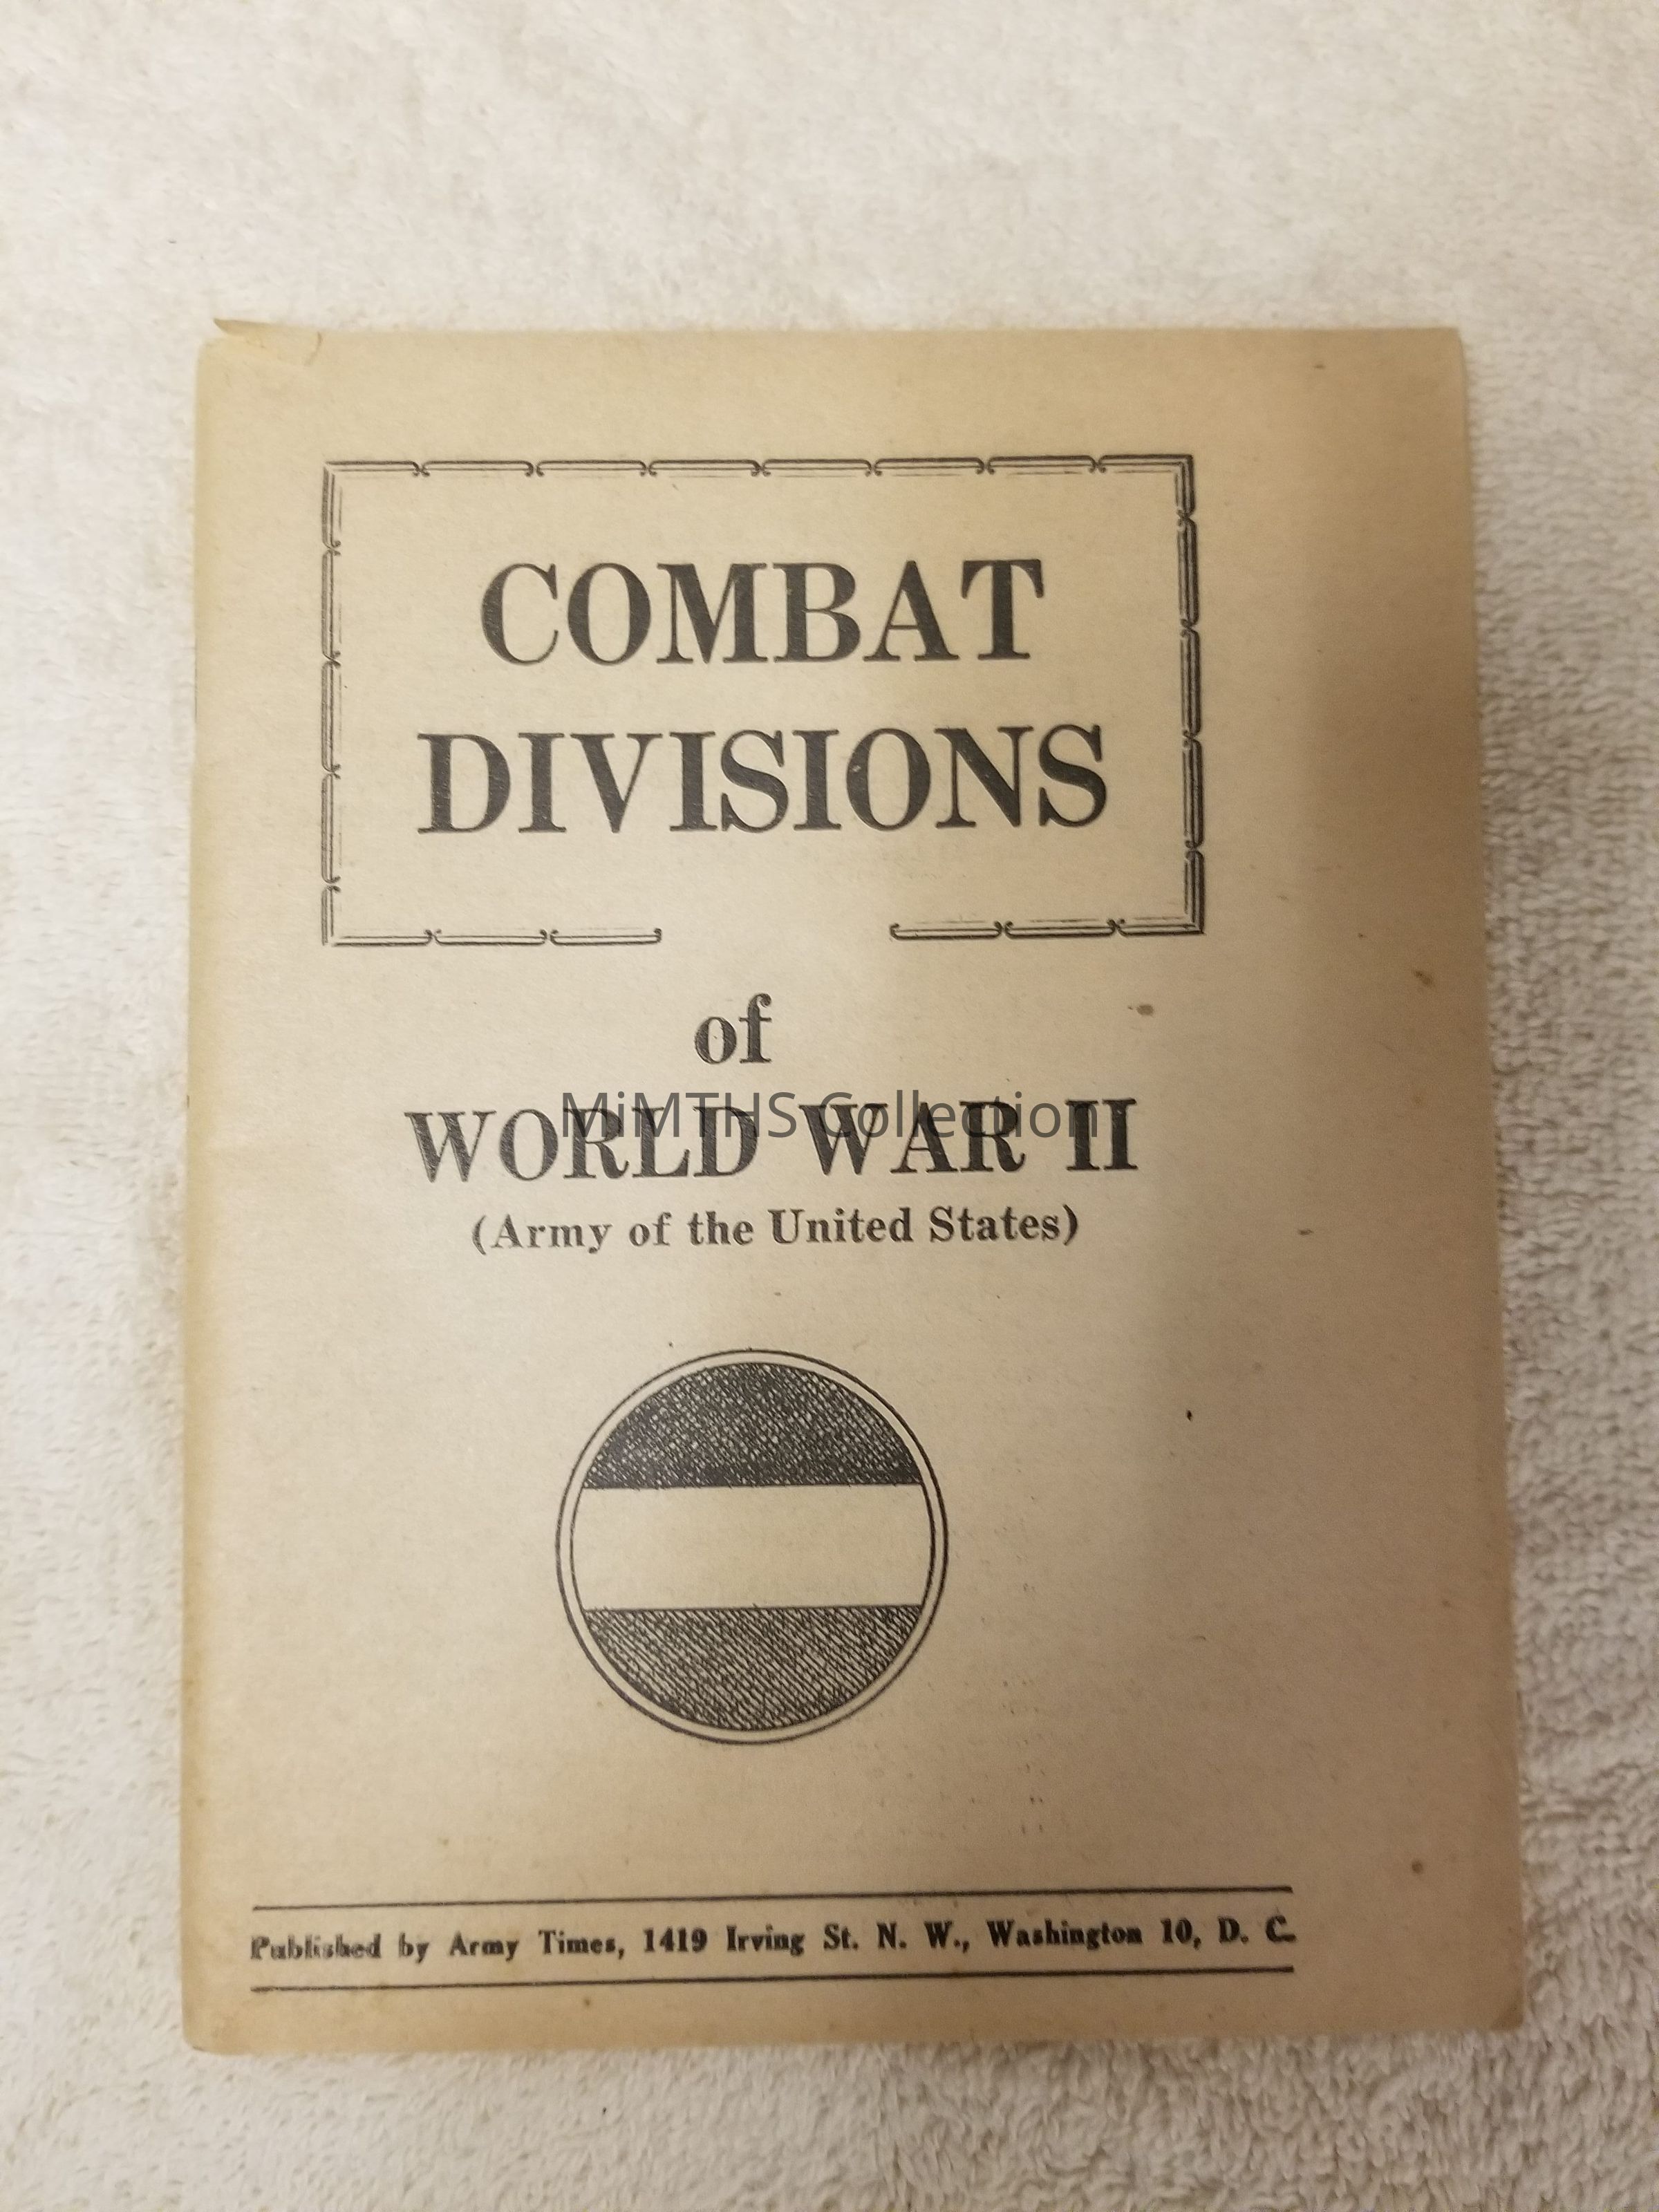 COMBAT
DIVISIONS
of
WORLD WAR II
MiMTHS Collection
(Army of the United States)
Published by Army Times, 1419 Irving St. N. W., Washington 10, D. C.